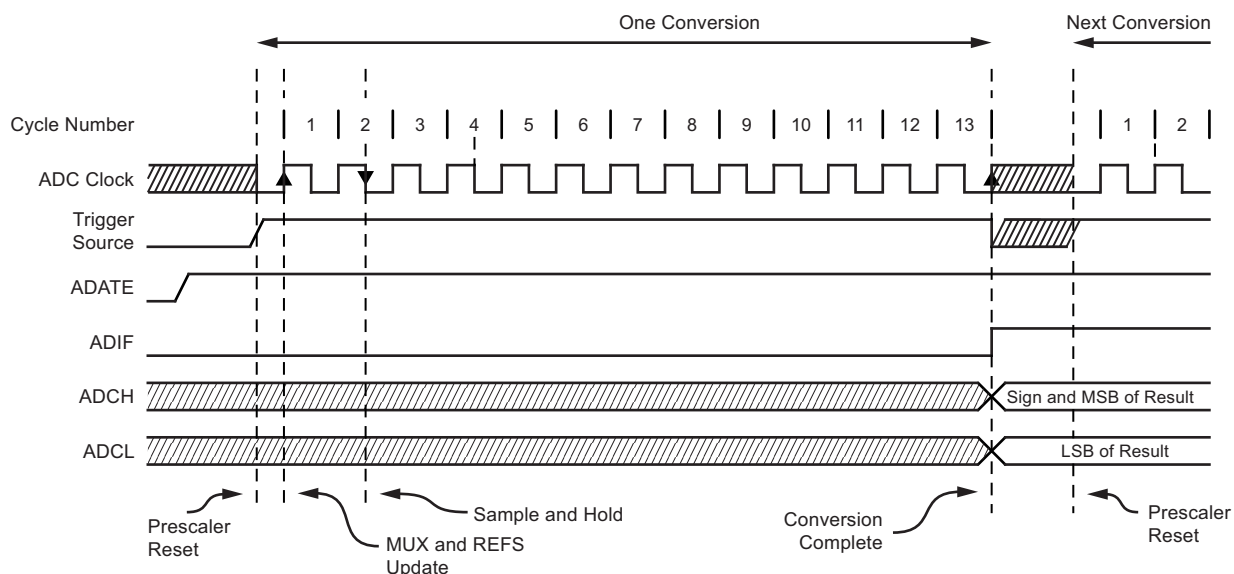 One Conversion
Next Conversion
Cycle Number
1 2 3 4 5 6 7 8 9 10 11 12 13 1 2
ADC Clock
Trigger
Source
ADATE
ADIF
ADCH
Sign and MSB of Result
ADCL
LSB of Result
Prescaler
Reset
MUX and REFS
Update
Sample and Hold
Conversion
Complete
Prescaler
Reset